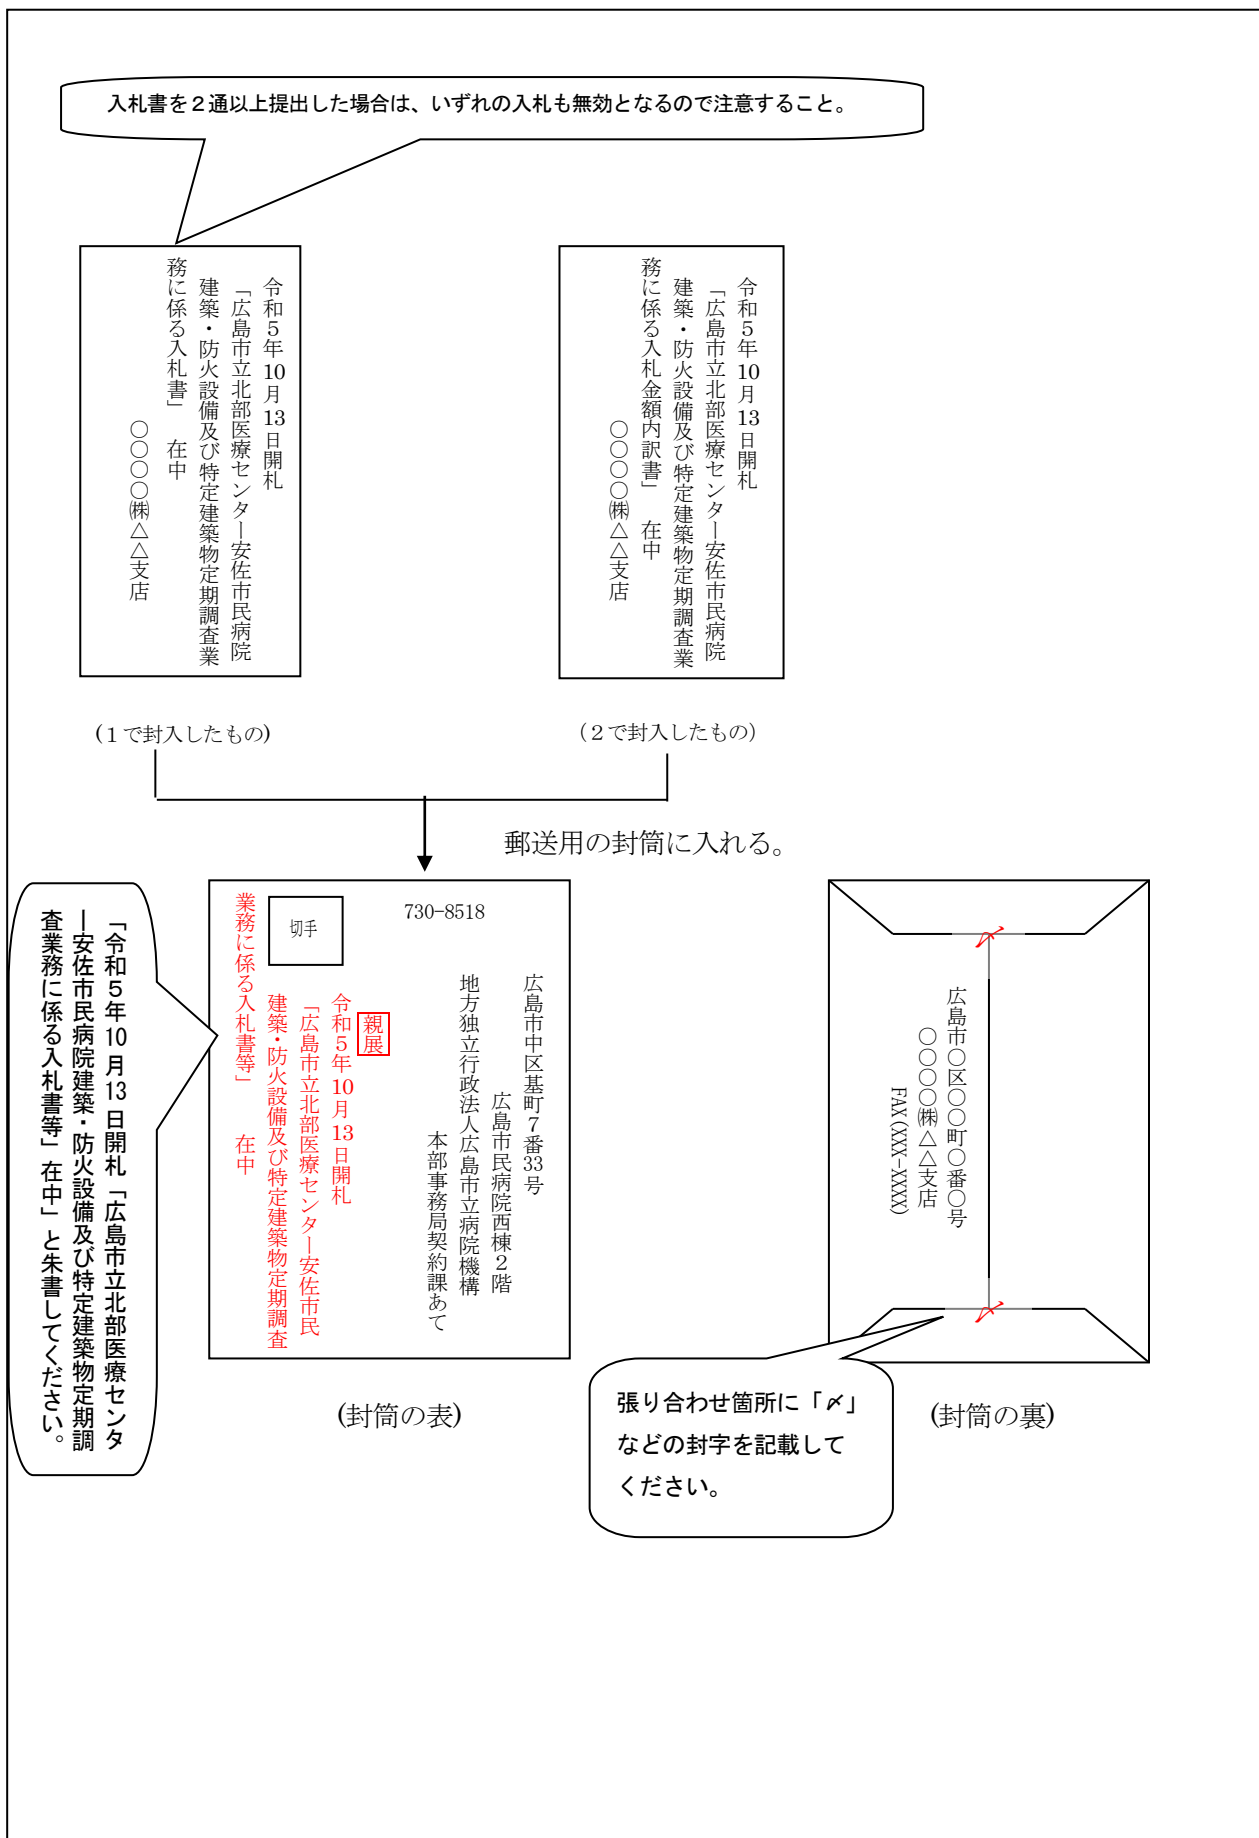 入札書を２通以上提出した場合は、いずれの入札も無効となるので注意すること。
令和５年10月13日開札
「広島市立北部医療センター安佐市民病院
建築・防火設備及び特定建築物定期調査業
務に係る入札書」　在中
〇〇〇〇㈱△△支店
(１で封入したもの)
令和５年10月13日開札
「広島市立北部医療センター安佐市民病院
建築・防火設備及び特定建築物定期調査業
務に係る入札金額内訳書」　在中
〇〇〇〇㈱△△支店
(２で封入したもの)
郵送用の封筒に入れる。
「令和５年10月13日開札「広島市立北部医療センタ
ー安佐市民病院建築・防火設備及び特定建築物定期調
査業務に係る入札書等」在中」と朱書してください。
730-8518
切手
広島市中区基町７番33号
広島市民病院西棟２階
地方独立行政法人広島市立病院機構
本部事務局契約課あて
親展
令和５年10月13日開札
「広島市立北部医療センター安佐市民
建築・防火設備及び特定建築物定期調査
業務に係る入札書等」　在中
(封筒の表)
〆
広島市〇区〇〇町〇番〇号
〇〇〇〇㈱△△支店
FAX(XXX-XXXX)
〆
(封筒の裏)
張り合わせ箇所に「〆」
などの封字を記載して
ください。